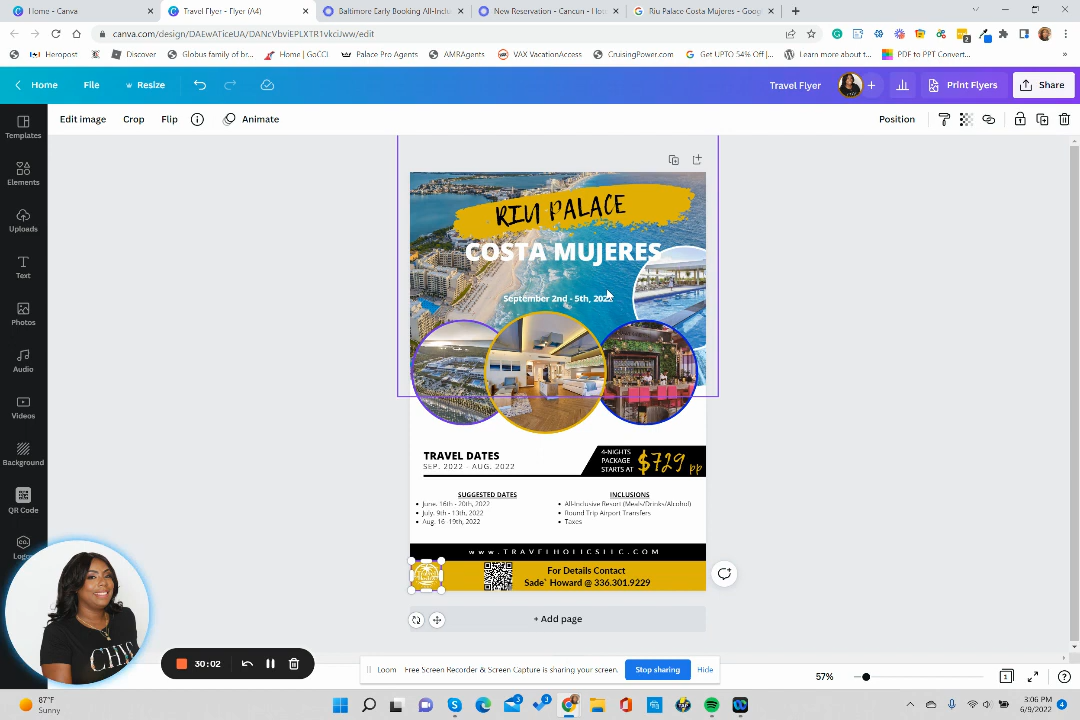 Home - Canva
Travel Flyer - Flyer (A4)
Baltimore Early Booking All-Inclu
New Reservation - Cancun - Ho
Riu Palace Costa Mujeres - Goog
canva.com/design/DAEwATiceUA/DANcVbviEPLXTR1vkciJww/edit
Heropost
Discover
Globus family of br...
Home | GoCCL
Palace Pro Agents
AMRAgents
VAX VacationAccess
CruisingPower.com
Get UPTO 54% Off |...
Learn more about t...
PDF to PPT Convert...
Home
File
Resize
Travel Flyer
Print Flyers
Share
Edit image
Crop
Flip
Animate
Position
Templates
Elements
Uploads
Text
Photos
Audio
Videos
Background
QR Code
Logo
RIU PALACE
COSTA MUJERES
September 2nd - 5th, 2022
TRAVEL DATES
SEP. 2022 - AUG. 2022
4-NIGHTS
PACKAGE
STARTS AT
$729 pp
SUGGESTED DATES
June. 16th - 20th, 2022
July. 9th - 13th, 2022
Aug. 16 -19th, 2022
INCLUSIONS
All-Inclusive Resort (Meals/Drinks/Alcohol)
Round Trip Airport Transfers
Taxes
www.TRAVELHOLICSLLC.COM
For Details Contact
Sade` Howard @ 336.301.9229
+ Add page
CHV
30:02
Loom - Free Screen Recorder & Screen Capture is sharing your screen.
Stop sharing
Hide
57%
1
87°F
Sunny
3:06 PM
6/9/2022